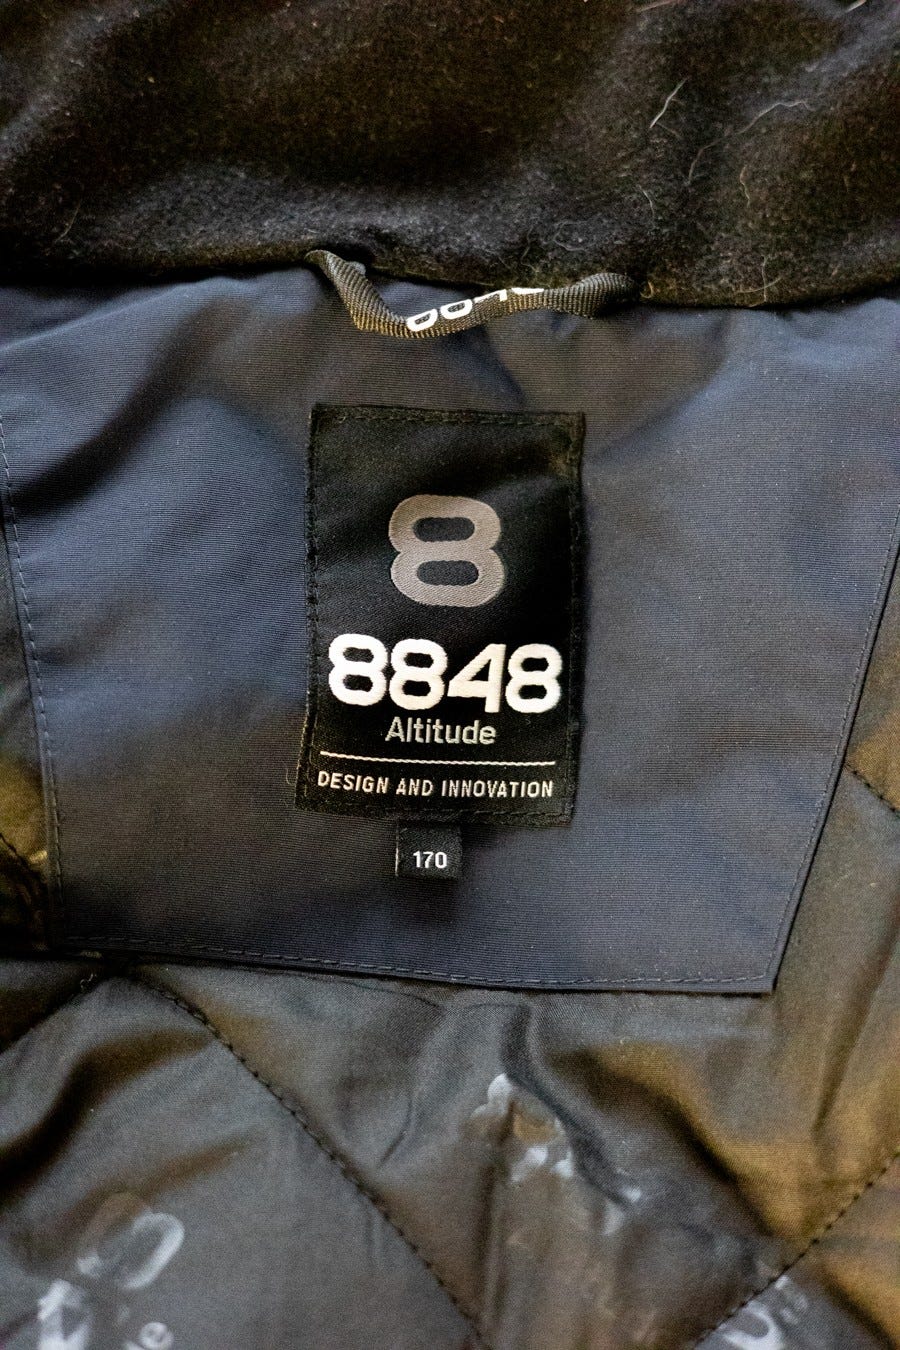 8
8848
Altitude
DESIGN AND INNOVATION
170